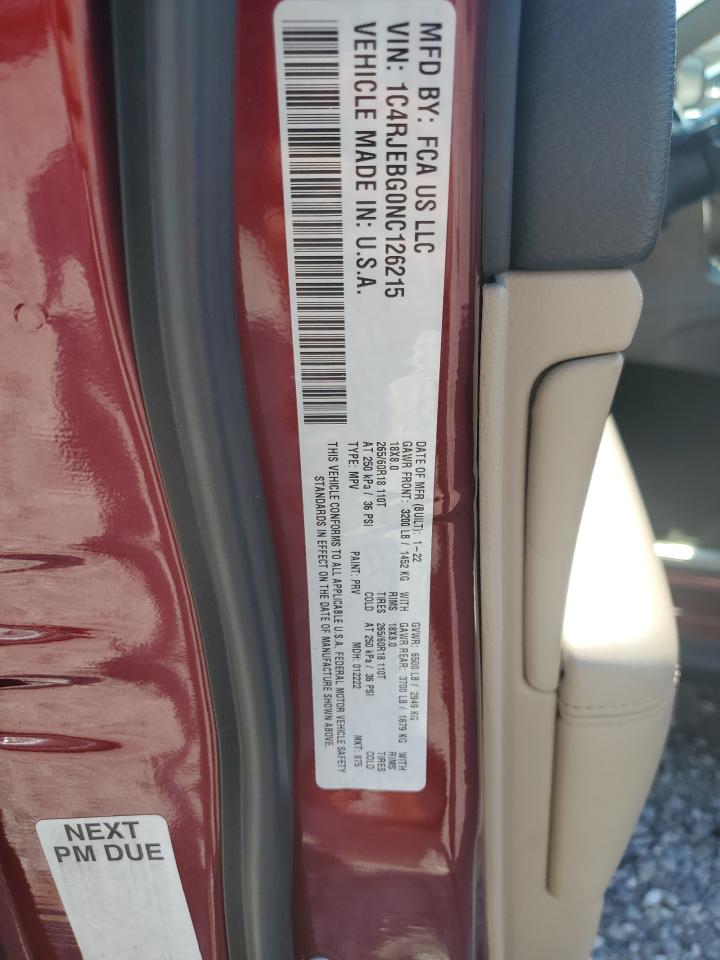 MFD BY: FCA US LLC
VIN: 1C4RJEBG0NC126215
VEHICLE MADE IN: U.S.A.
DATE OF MFR (BUILT): 1-22 GVWR: 6500 LB / 2949 KG
GAWR FRONT: 3200 LB / 1452 KG WITH GAWR REAR: 3700 LB / 1679 KG WITH
18X8.0 RIMS 18X8.0 RIMS
265/60R18 110T TIRES 265/60R18 110T TIRES
AT 250 kPa / 36 PSI COLD AT 250 kPa / 36 PSI COLD
TYPE: MPV PAINT: PRV MDH: 012222 MKT: 875
THIS VEHICLE CONFORMS TO ALL APPLICABLE U.S.A. FEDERAL MOTOR VEHICLE SAFETY
STANDARDS IN EFFECT ON THE DATE OF MANUFACTURE SHOWN ABOVE.
NEXT
PM DUE